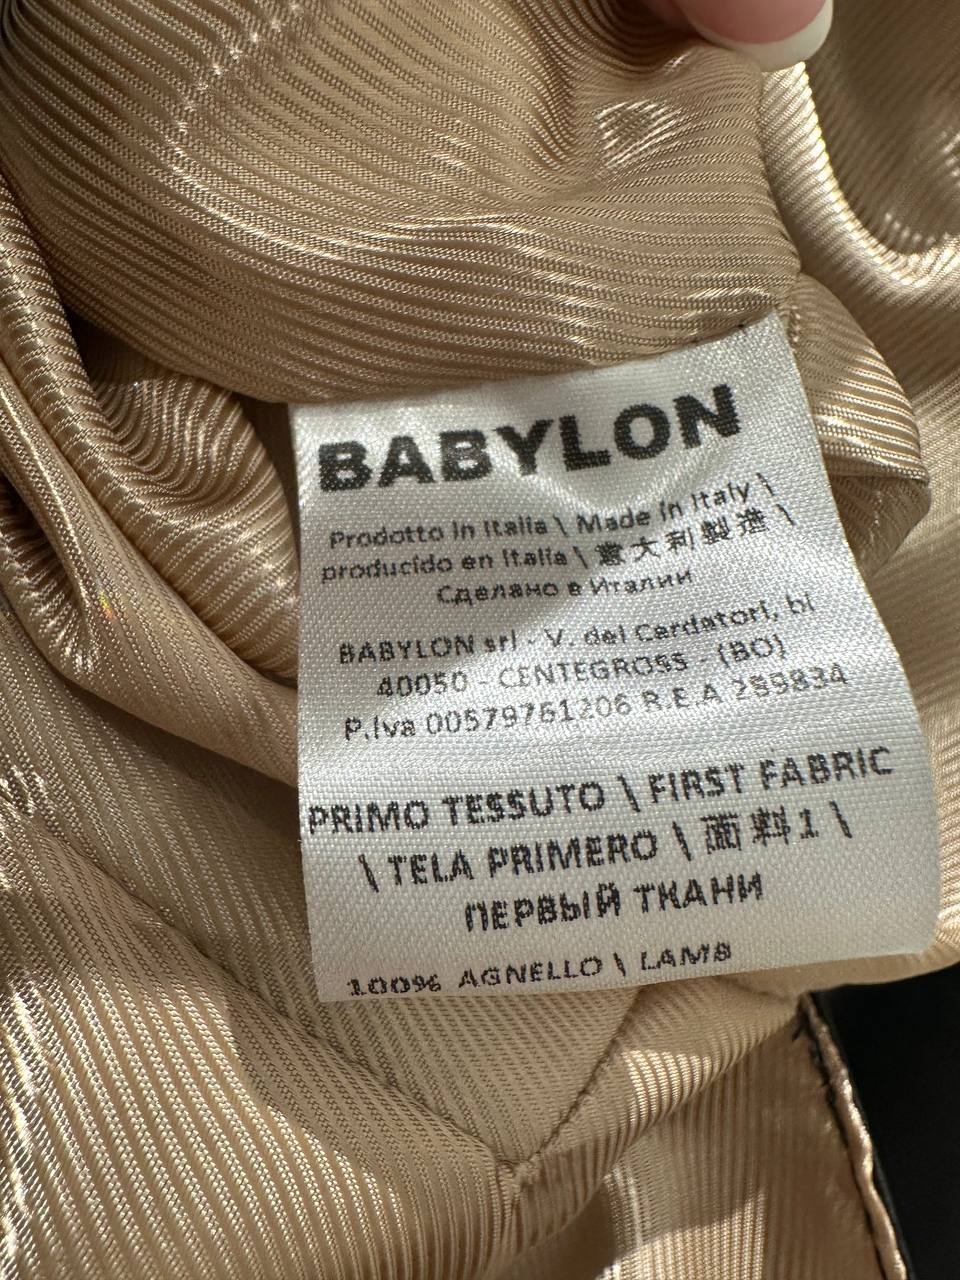 BABYLON
Prodotto in Italia \ Made in Italy \
producido en Italia \ 意大利製造 \
Сделано в Италии
BABYLON srl - V. dei Cardatori, bl
40050 - CENTEGROSS - (BO)
P.Iva 00579761206 R.E.A 289834
PRIMO TESSUTO \ FIRST FABRIC
\ TELA PRIMERO \ 面料1 \
ПЕРВЫЙ ТКАНИ
100% AGNELLO \ LAMB